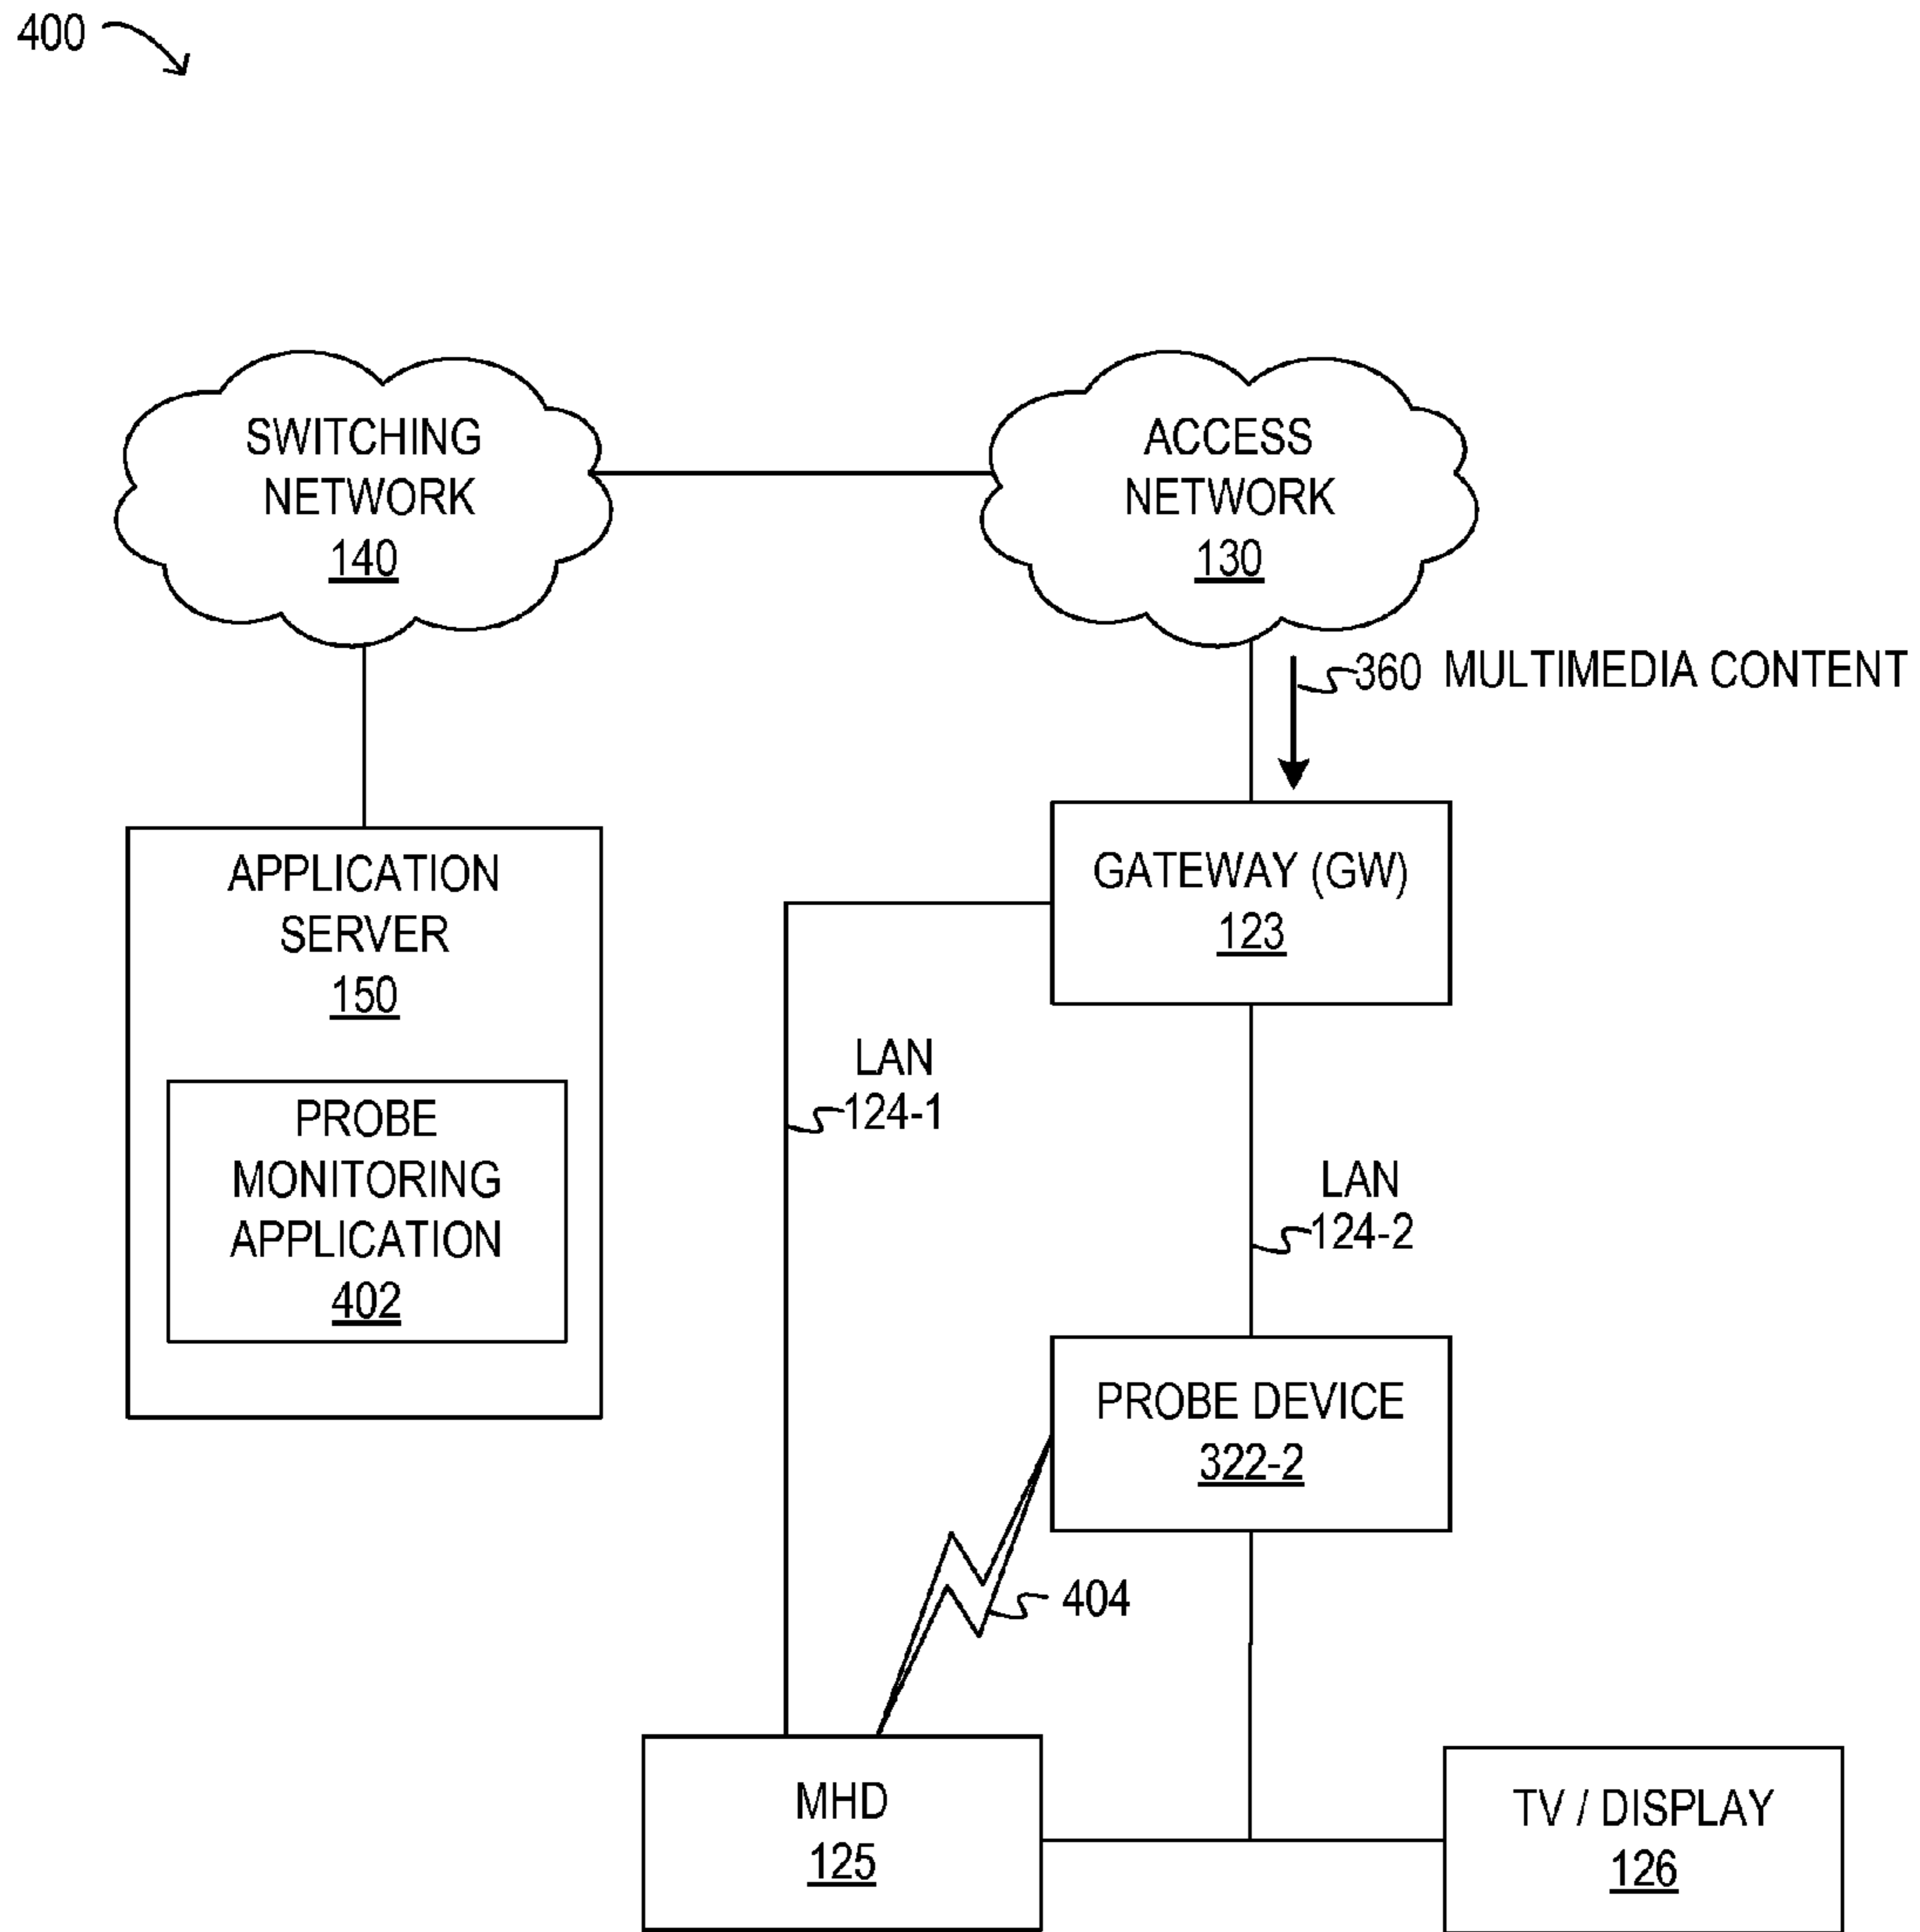 400
SWITCHING
NETWORK
140
ACCESS
NETWORK
130
360 MULTIMEDIA CONTENT
APPLICATION
SERVER
150
GATEWAY (GW)
123
LAN
124-1
PROBE
MONITORING
APPLICATION
402
LAN
124-2
PROBE DEVICE
322-2
404
MHD
125
TV / DISPLAY
126